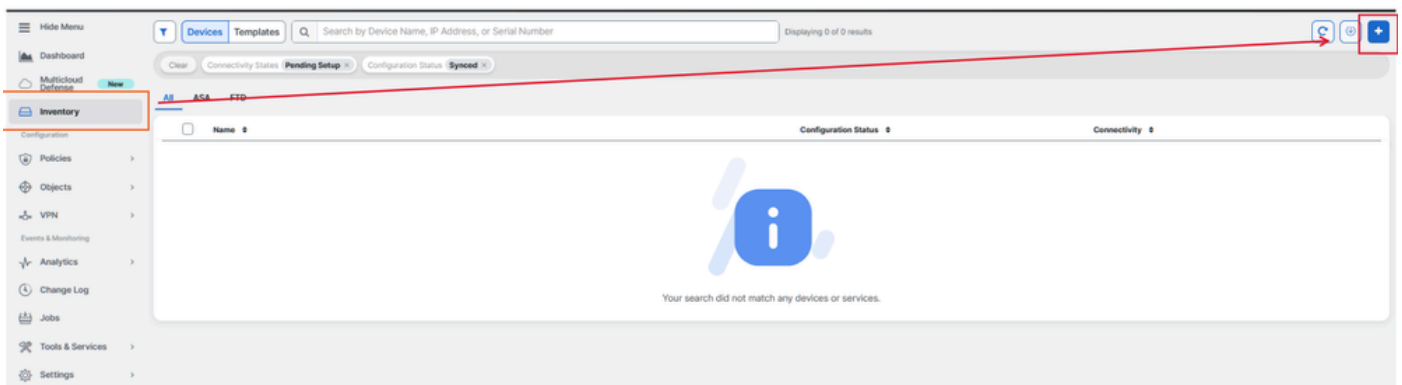 Hide Menu
Dashboard
Multicloud
Defense
New
Inventory
Configuration
Policies
Objects
VPN
Events & Monitoring
Analytics
Change Log
Jobs
Tools & Services
Settings
Devices Templates Search by Device Name, IP Address, or Serial Number Displaying 0 of 0 results
Clear Connectivity States Pending Setup × Configuration Status Synced ×
All ASA FTD
Name Configuration Status Connectivity
Your search did not match any devices or services.